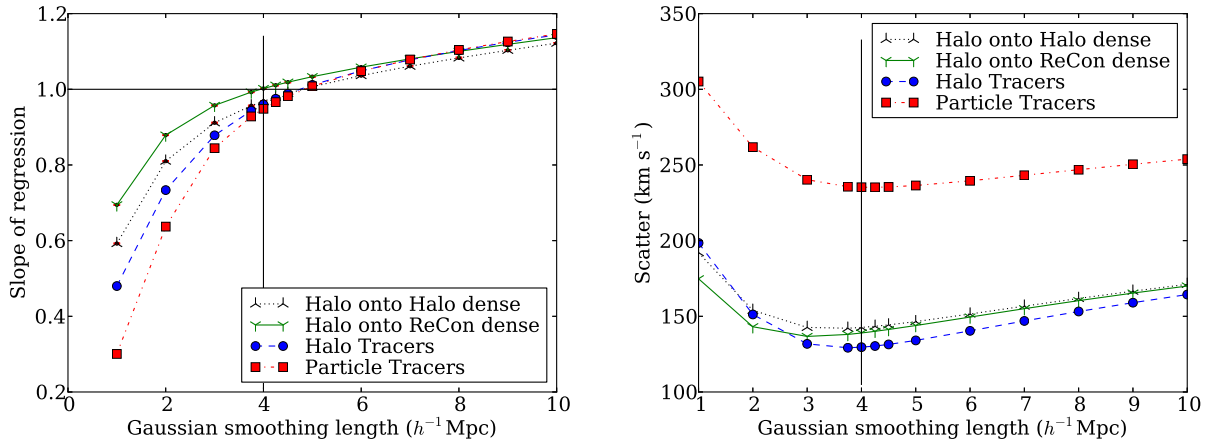 1.2
1.0
0.8
0.6
0.4
0.2
Slope of regression
Halo onto Halo dense
Halo onto ReCon dense
Halo Tracers
Particle Tracers
0 2 4 6 8 10
Gaussian smoothing length (h⁻¹ Mpc)
350
300
250
200
150
100
Scatter (km s⁻¹)
Halo onto Halo dense
Halo onto ReCon dense
Halo Tracers
Particle Tracers
1 2 3 4 5 6 7 8 9 10
Gaussian smoothing length (h⁻¹ Mpc)